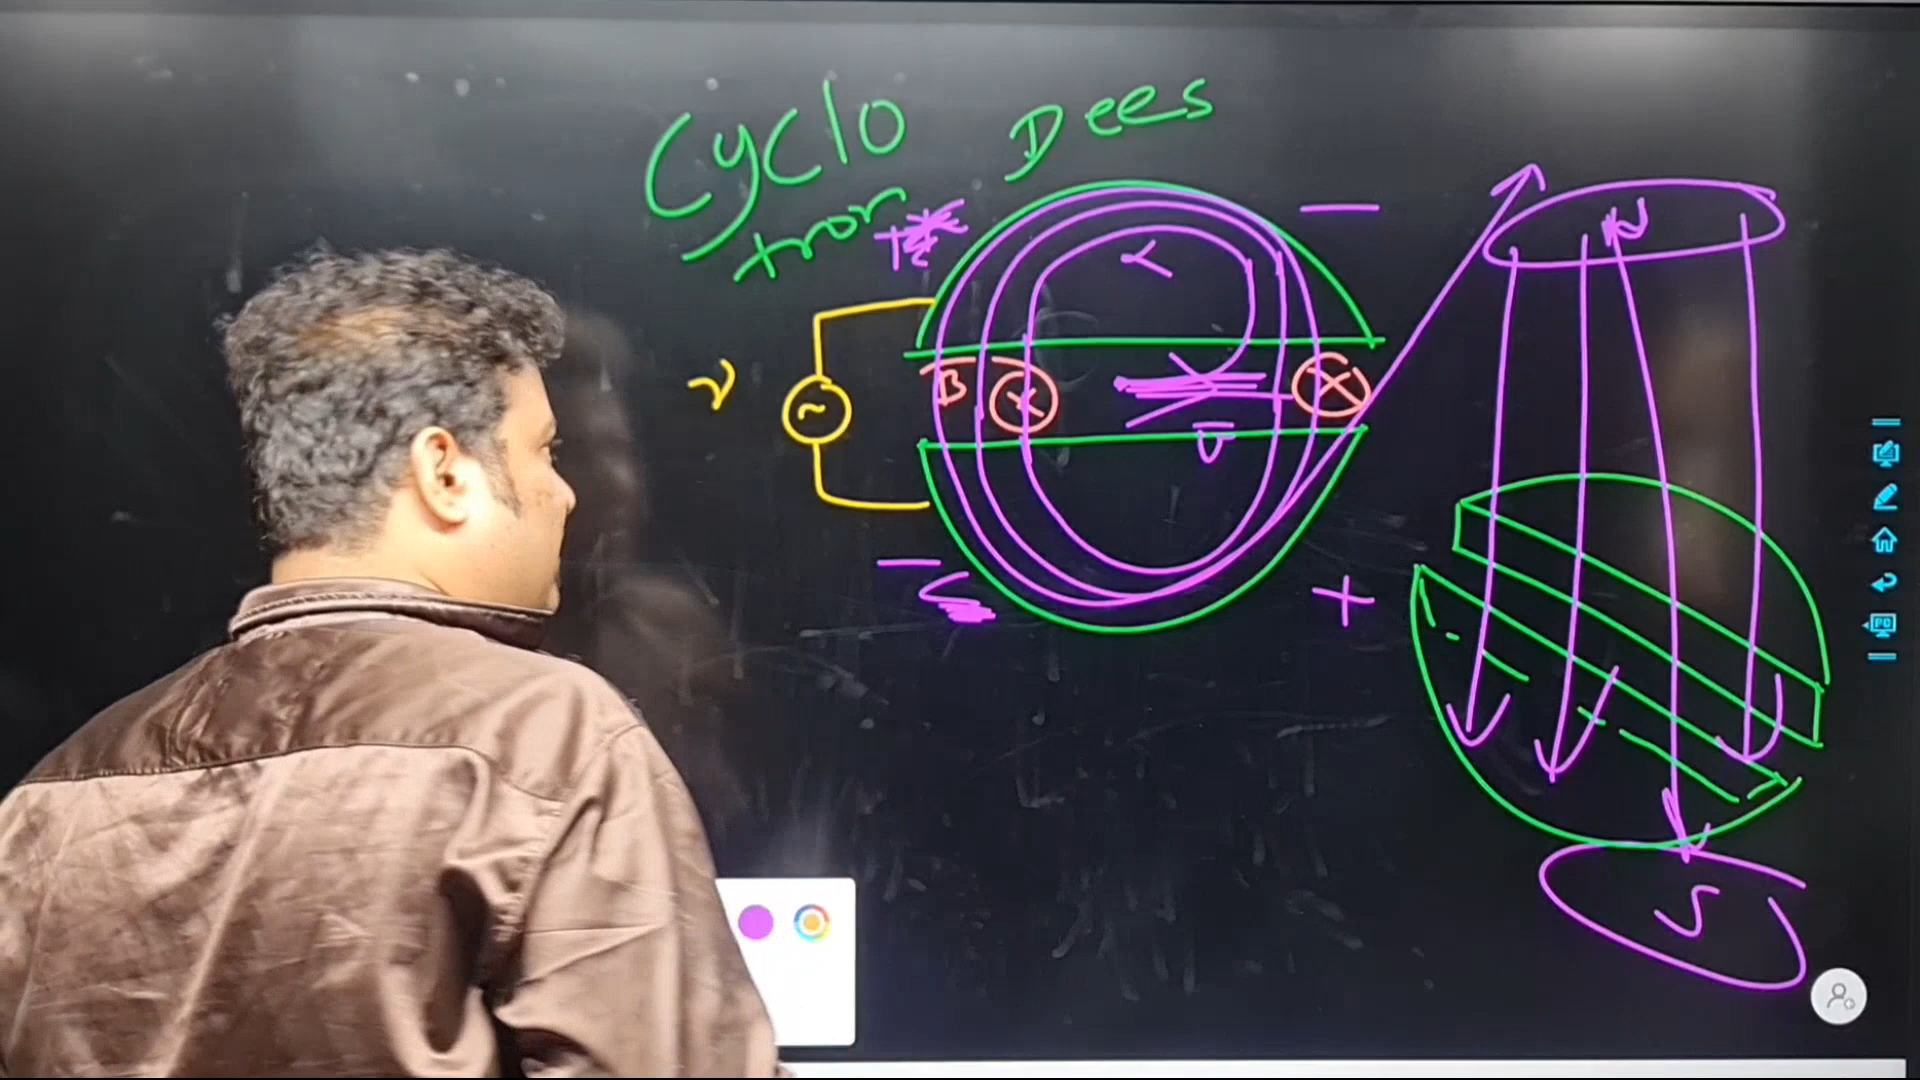 Cyclo Dees
tron
+
—
ν
~
B
×
×
υ
—
+
N
S